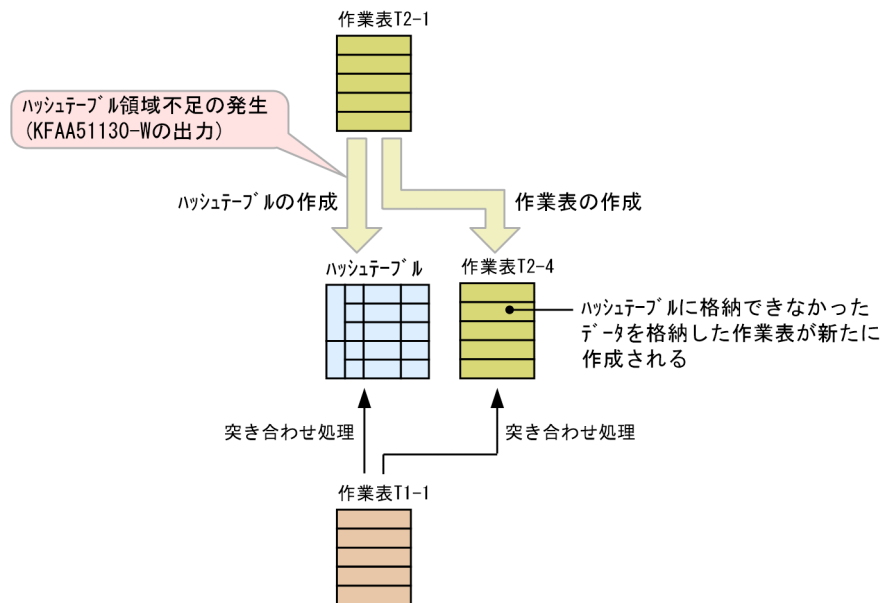 作業表T2-1
ﾊｯｼｭﾃｰﾌﾞﾙ領域不足の発生
(KFAA51130-Wの出力)
ﾊｯｼｭﾃｰﾌﾞﾙの作成
作業表の作成
ﾊｯｼｭﾃｰﾌﾞﾙ
作業表T2-4
ﾊｯｼｭﾃｰﾌﾞﾙに格納できなかった
ﾃﾞｰﾀを格納した作業表が新たに
作成される
突き合わせ処理
突き合わせ処理
作業表T1-1